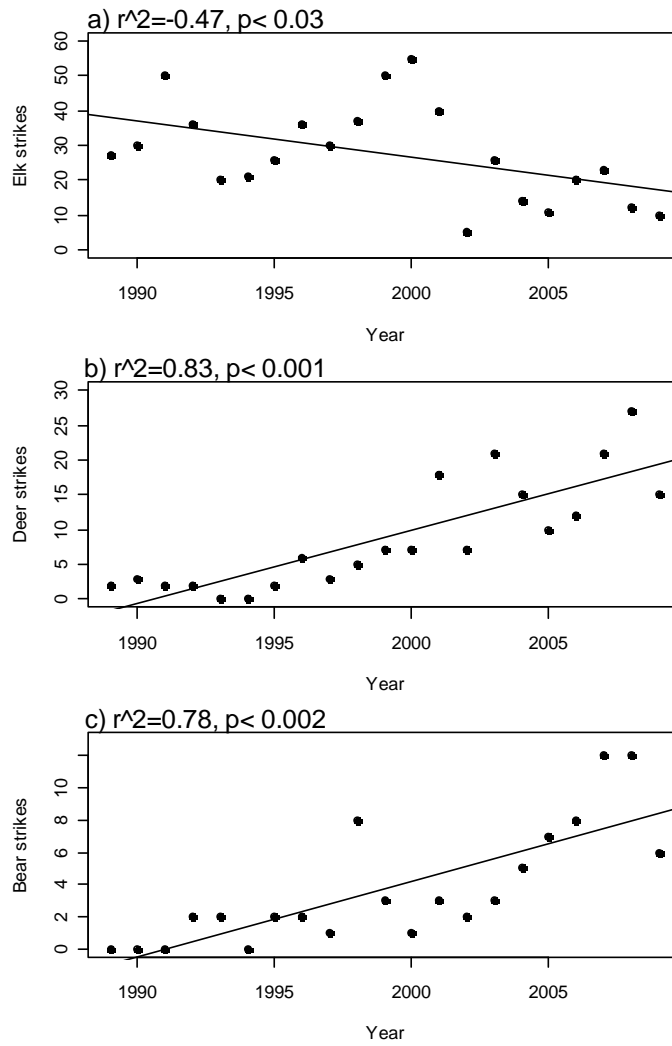 a) r^2=-0.47, p< 0.03
60
50
40
30
20
10
0
Elk strikes
1990 1995 2000 2005
Year
b) r^2=0.83, p< 0.001
30
25
20
15
10
5
0
Deer strikes
1990 1995 2000 2005
Year
c) r^2=0.78, p< 0.002
10
8
6
4
2
0
Bear strikes
1990 1995 2000 2005
Year